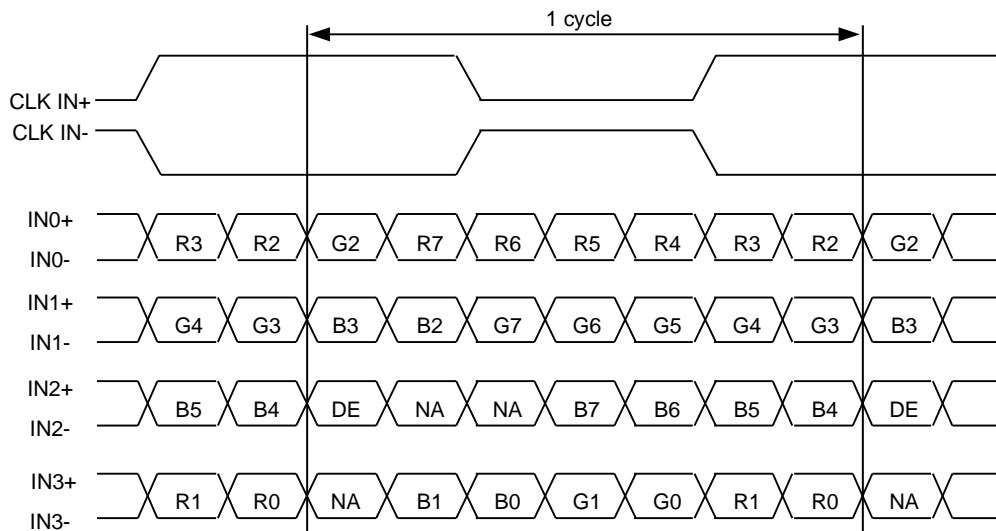 1 cycle
CLK IN+
CLK IN-
IN0+
R3 R2 G2 R7 R6 R5 R4 R3 R2 G2
IN0-
IN1+
G4 G3 B3 B2 G7 G6 G5 G4 G3 B3
IN1-
IN2+
B5 B4 DE NA NA B7 B6 B5 B4 DE
IN2-
IN3+
R1 R0 NA B1 B0 G1 G0 R1 R0 NA
IN3-